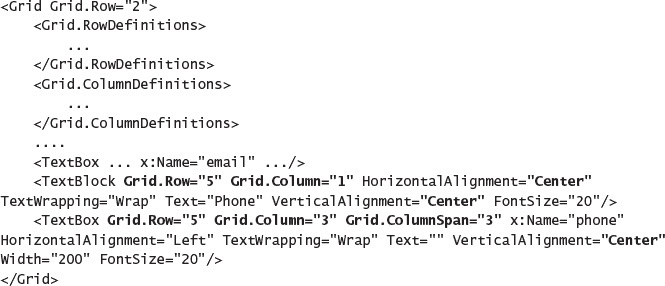 <Grid Grid.Row="2">
    <Grid.RowDefinitions>
        ...
    </Grid.RowDefinitions>
    <Grid.ColumnDefinitions>
        ...
    </Grid.ColumnDefinitions>
    ....
    <TextBox ... x:Name="email" .../>
    <TextBlock Grid.Row="5" Grid.Column="1" HorizontalAlignment="Center"
TextWrapping="Wrap" Text="Phone" VerticalAlignment="Center" FontSize="20"/>
    <TextBox Grid.Row="5" Grid.Column="3" Grid.ColumnSpan="3" x:Name="phone"
HorizontalAlignment="Left" TextWrapping="Wrap" Text="" VerticalAlignment="Center"
Width="200" FontSize="20"/>
</Grid>